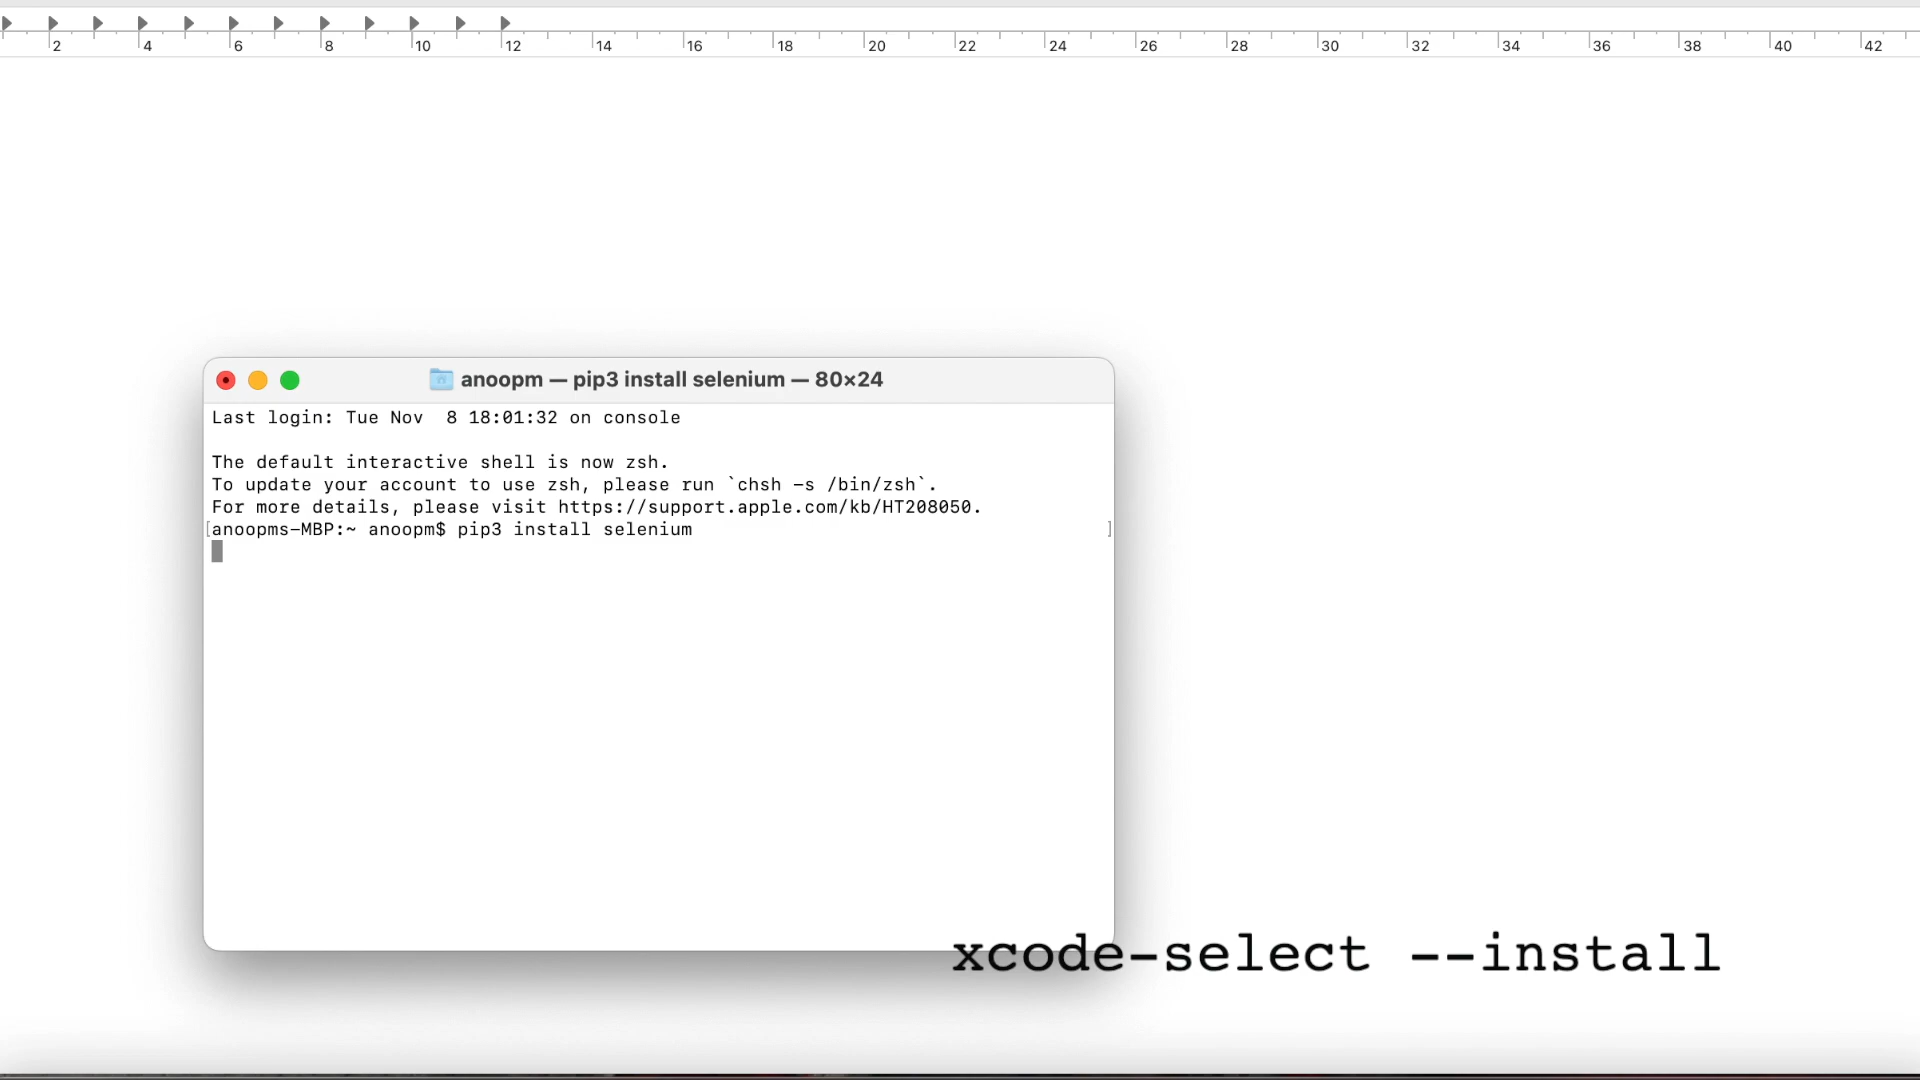 2 4 6 8 10 12 14 16 18 20 22 24 26 28 30 32 34 36 38 40 42
anoopm — pip3 install selenium — 80×24
Last login: Tue Nov  8 18:01:32 on console
The default interactive shell is now zsh.
To update your account to use zsh, please run `chsh -s /bin/zsh`.
For more details, please visit https://support.apple.com/kb/HT208050.
[anoopms-MBP:~ anoopm$ pip3 install selenium ]
xcode-select --install